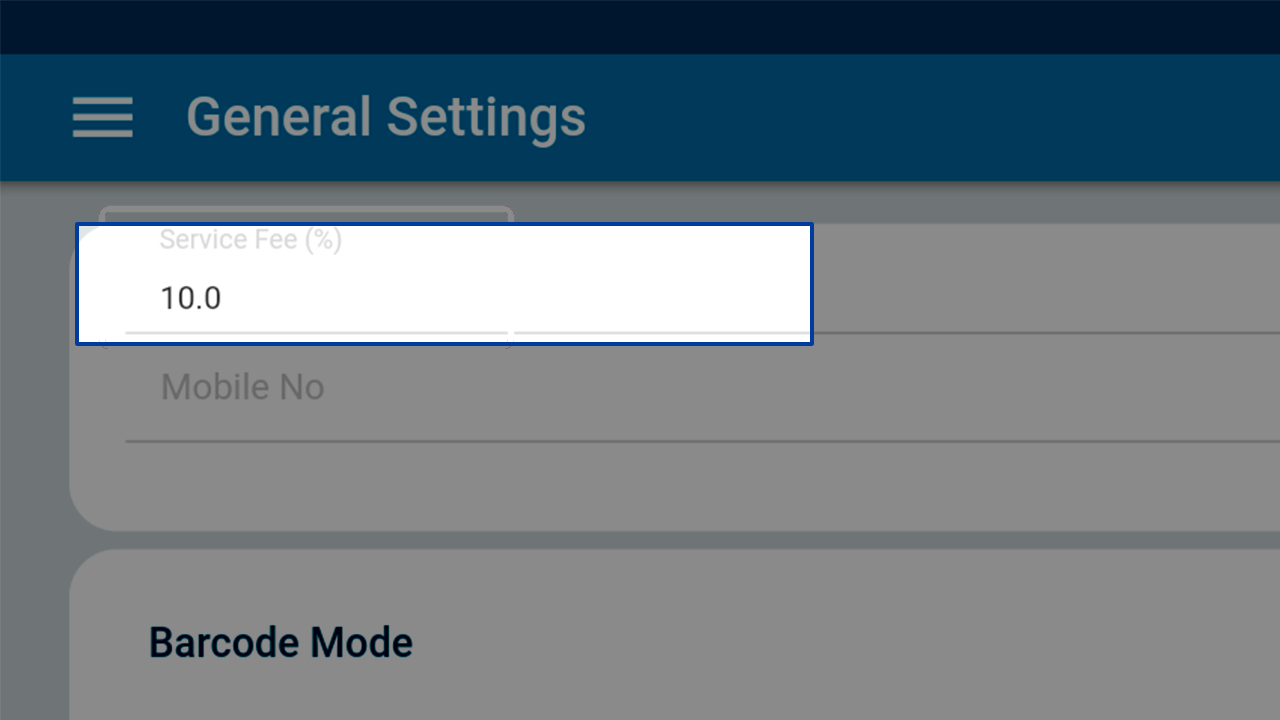 General Settings
Service Fee (%)
10.0
Mobile No
Barcode Mode